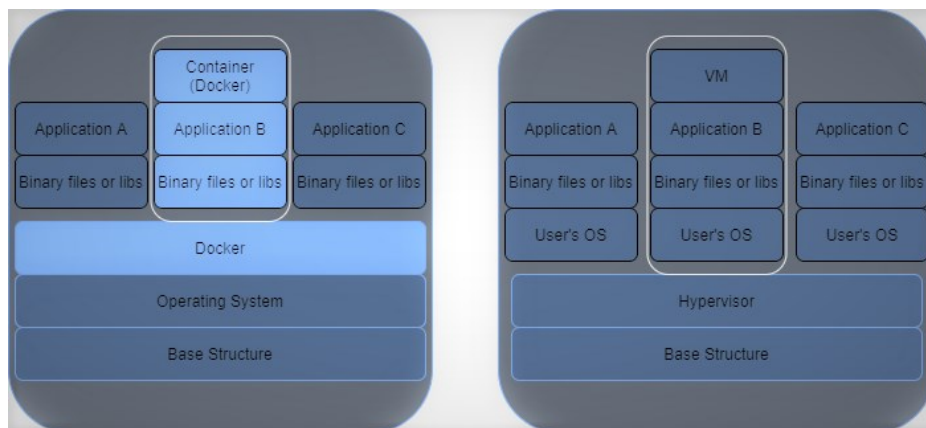 Container
(Docker)
Application A
Application B
Application C
Binary files or libs
Binary files or libs
Binary files or libs
Docker
Operating System
Base Structure
VM
Application A
Application B
Application C
Binary files or libs
Binary files or libs
Binary files or libs
User's OS
User's OS
User's OS
Hypervisor
Base Structure